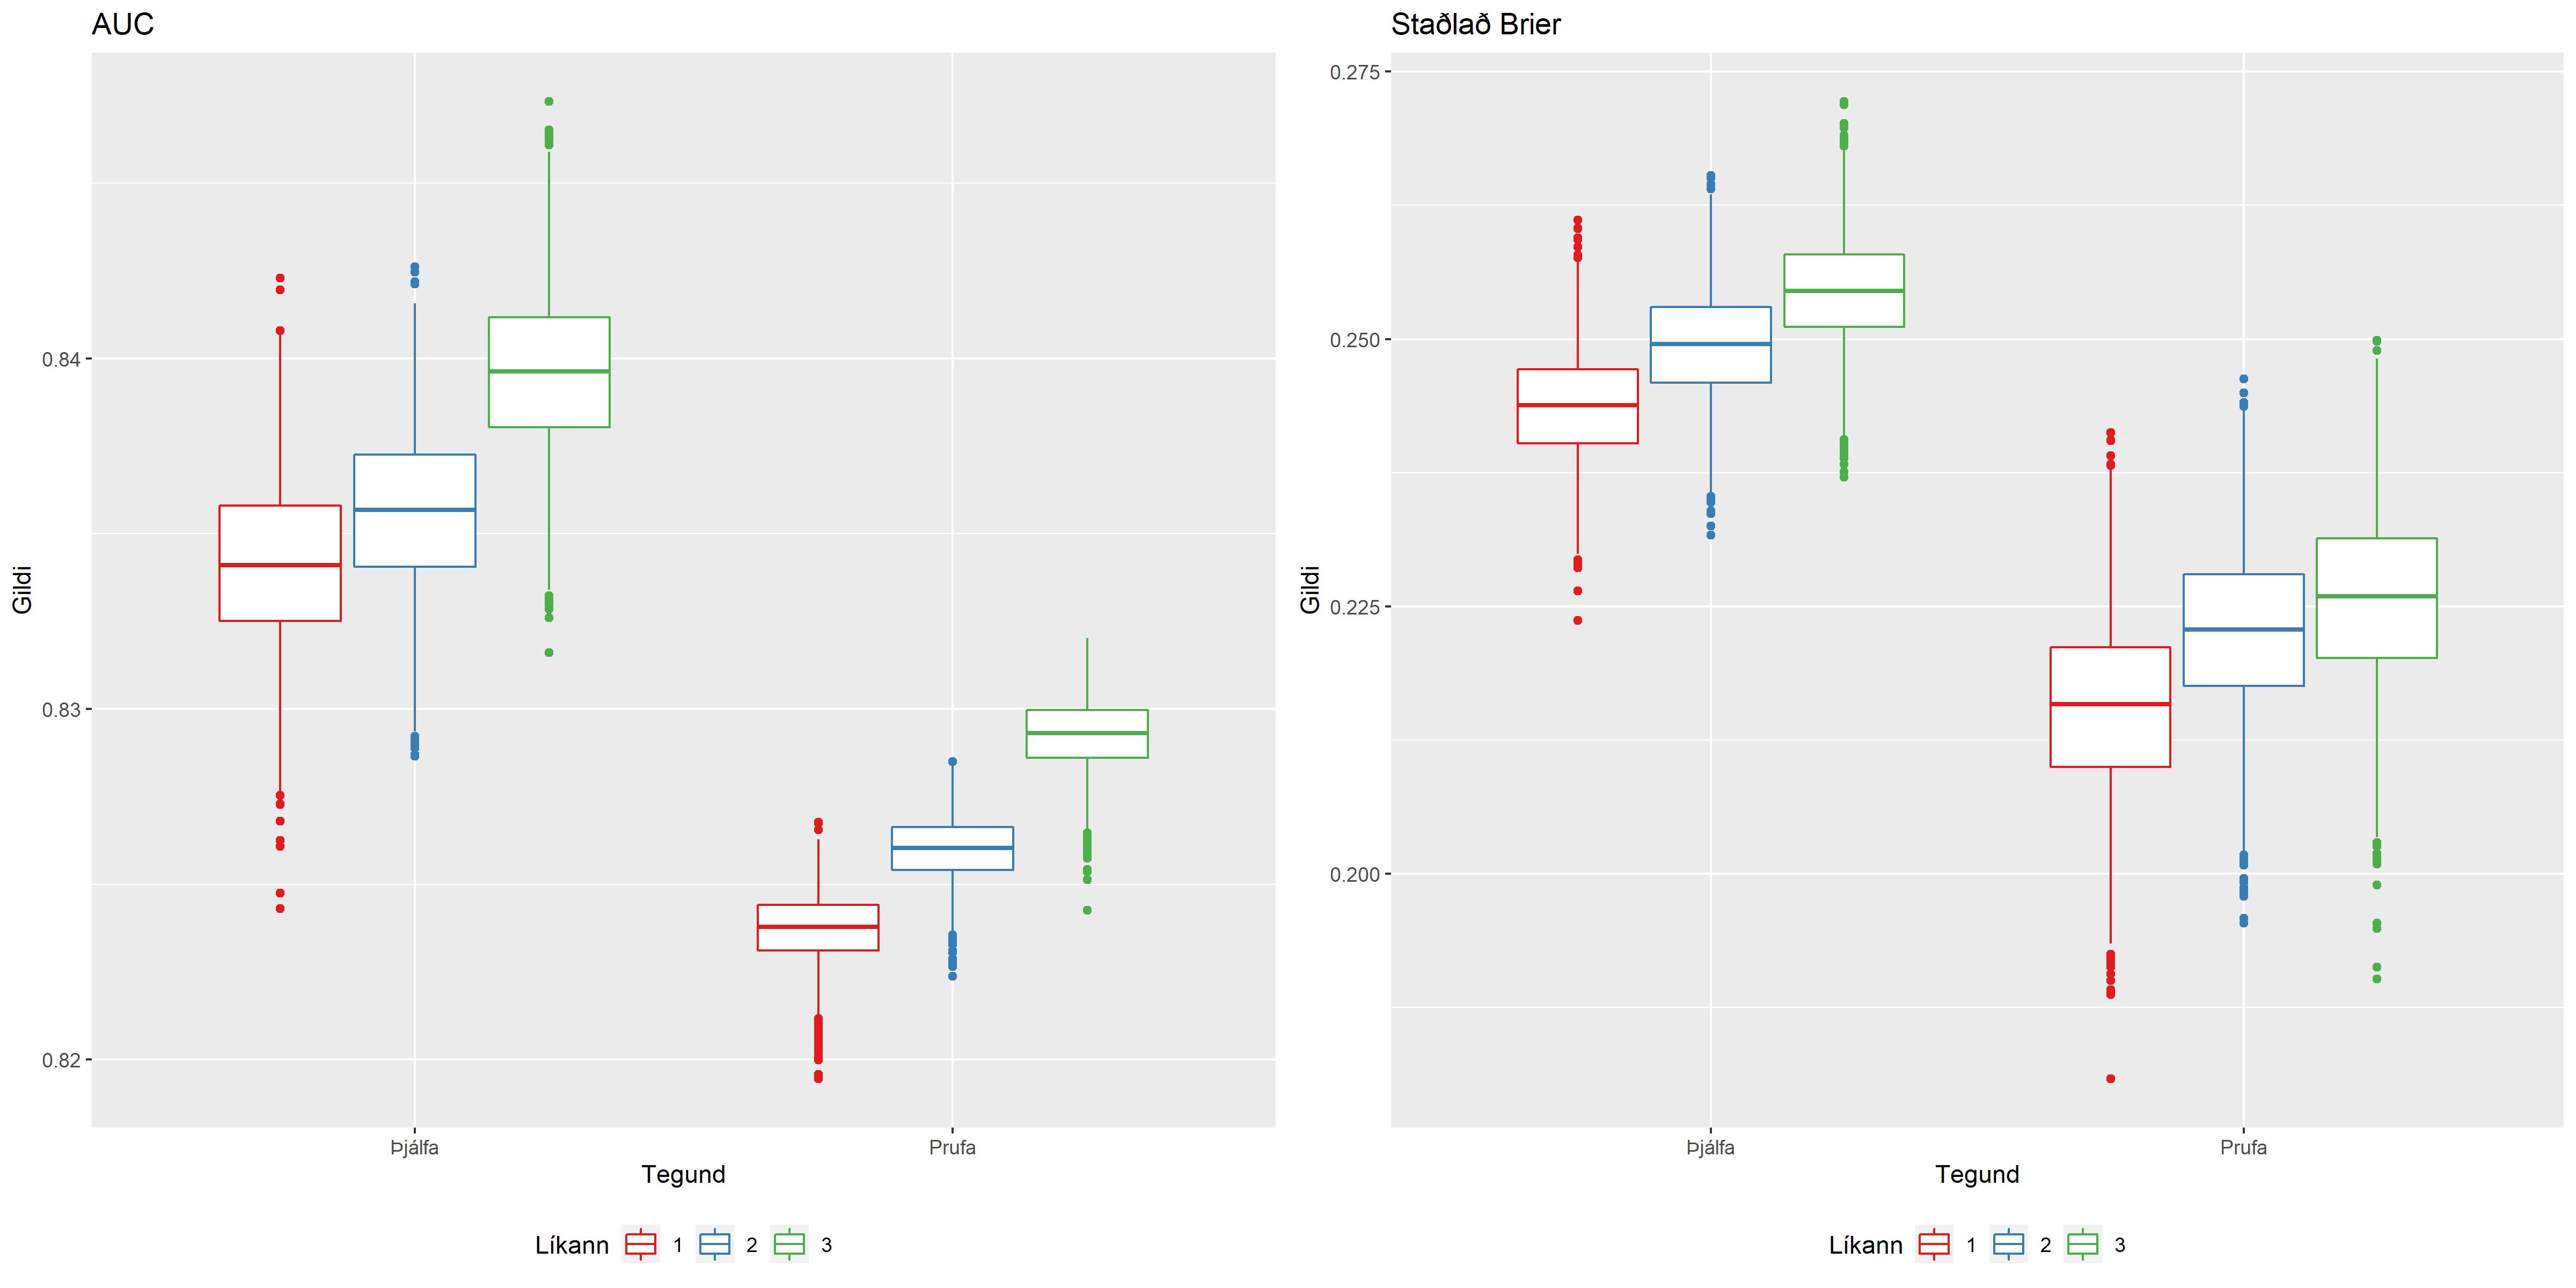 AUC
Gildi
0.84
0.83
0.82
Þjálfa
Prufa
Tegund
Líkann 1 2 3
Staðlað Brier
Gildi
0.275
0.250
0.225
0.200
Þjálfa
Prufa
Tegund
Líkann 1 2 3